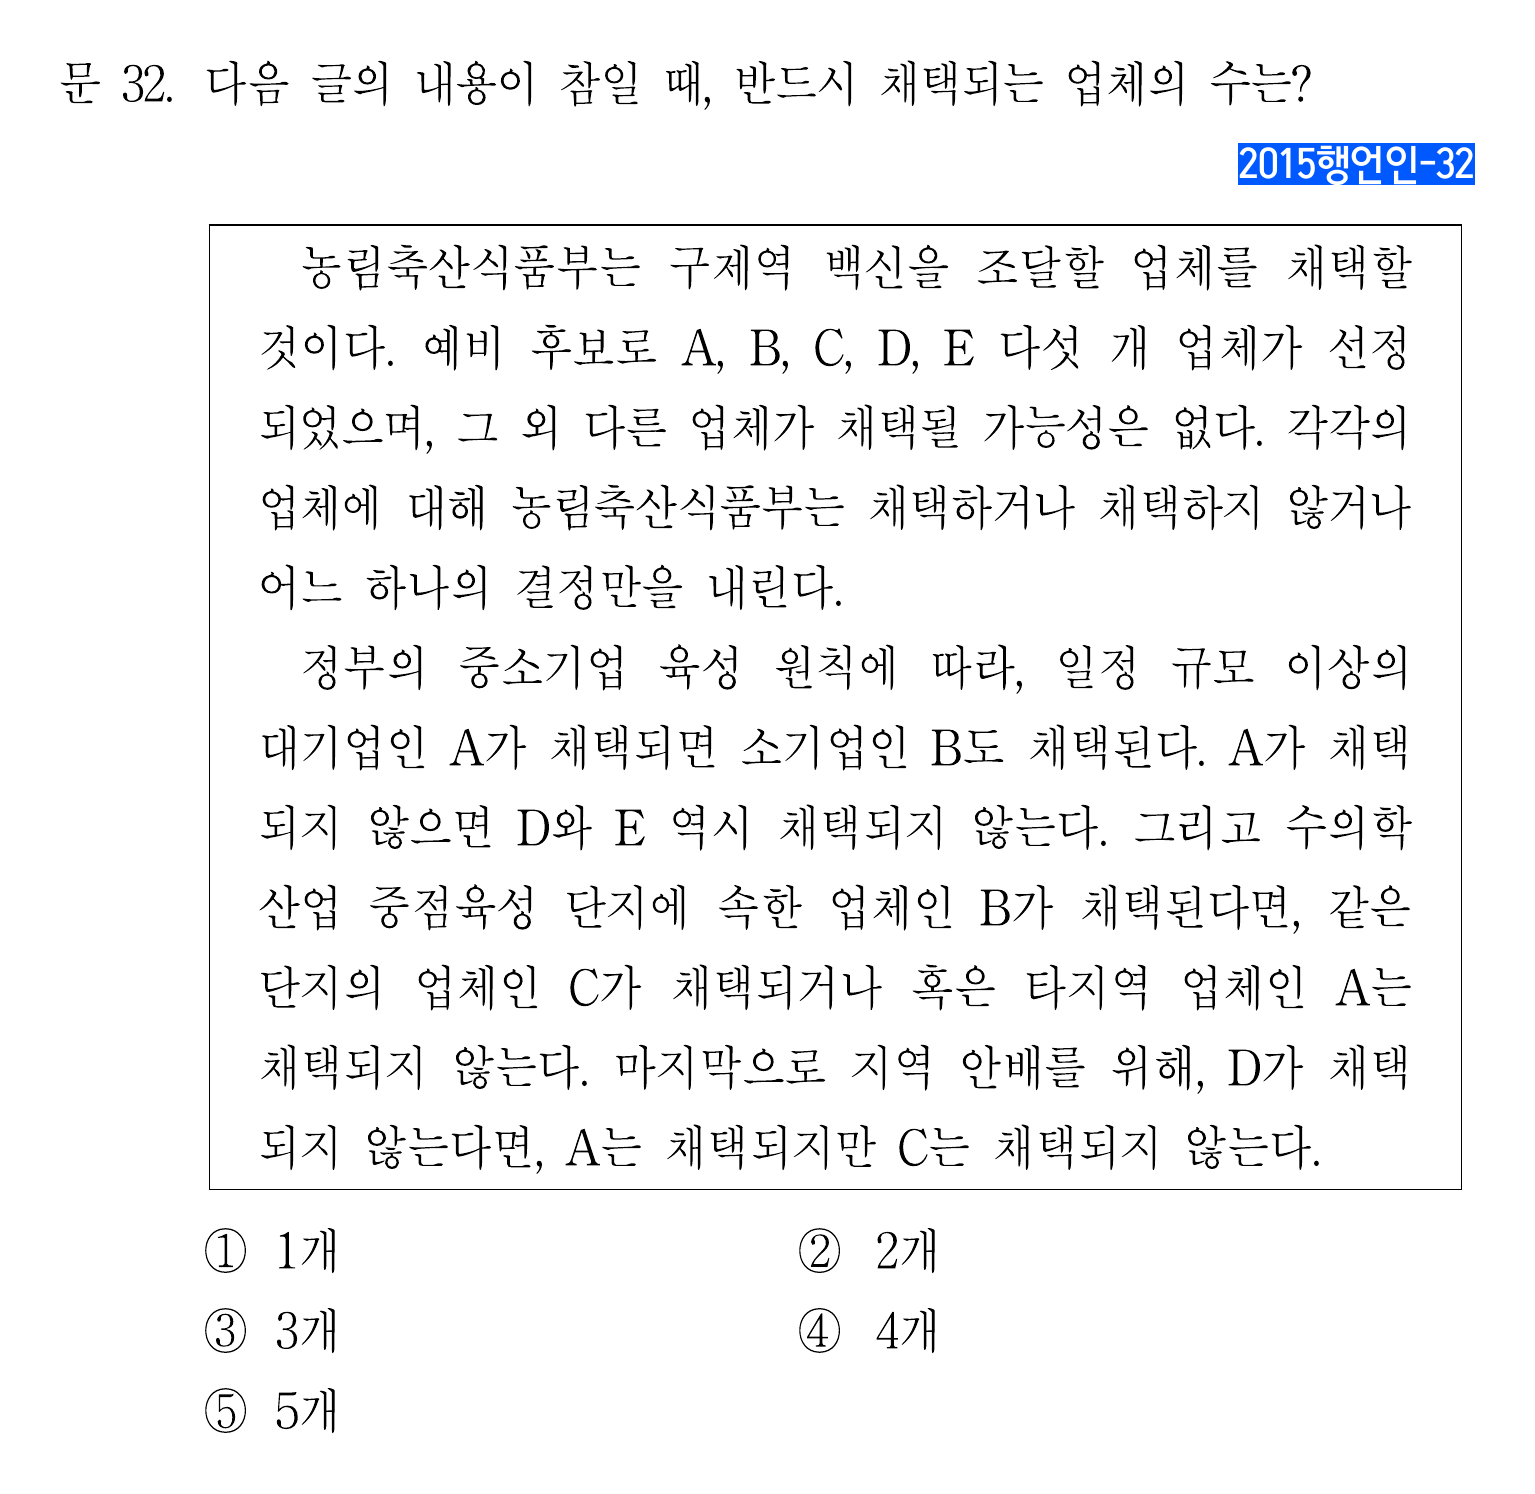 문 32. 다음 글의 내용이 참일 때, 반드시 채택되는 업체의 수는?
2015행언인-32
농림축산식품부는 구제역 백신을 조달할 업체를 채택할
것이다. 예비 후보로 A, B, C, D, E 다섯 개 업체가 선정
되었으며, 그 외 다른 업체가 채택될 가능성은 없다. 각각의
업체에 대해 농림축산식품부는 채택하거나 채택하지 않거나
어느 하나의 결정만을 내린다.
정부의 중소기업 육성 원칙에 따라, 일정 규모 이상의
대기업인 A가 채택되면 소기업인 B도 채택된다. A가 채택
되지 않으면 D와 E 역시 채택되지 않는다. 그리고 수의학
산업 중점육성 단지에 속한 업체인 B가 채택된다면, 같은
단지의 업체인 C가 채택되거나 혹은 타지역 업체인 A는
채택되지 않는다. 마지막으로 지역 안배를 위해, D가 채택
되지 않는다면, A는 채택되지만 C는 채택되지 않는다.
① 1개 ② 2개
③ 3개 ④ 4개
⑤ 5개